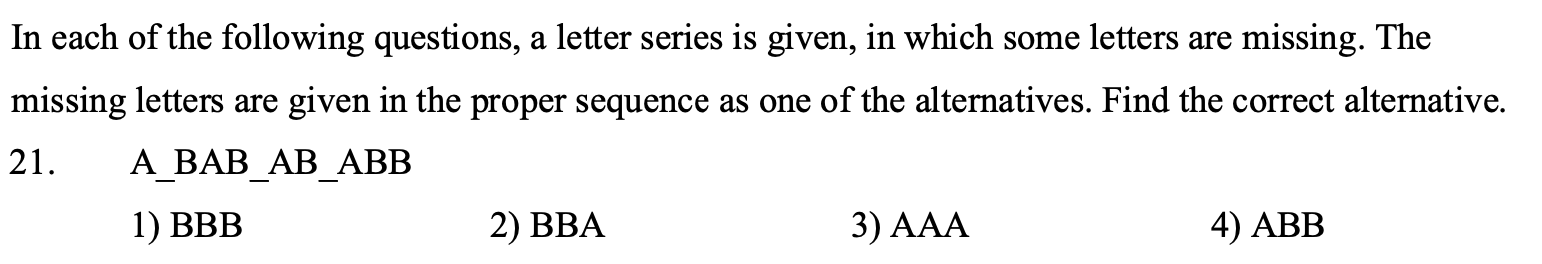 In each of the following questions, a letter series is given, in which some letters are missing. The
missing letters are given in the proper sequence as one of the alternatives. Find the correct alternative.
21. A_BAB_AB_ABB
1) BBB 2) BBA 3) AAA 4) ABB